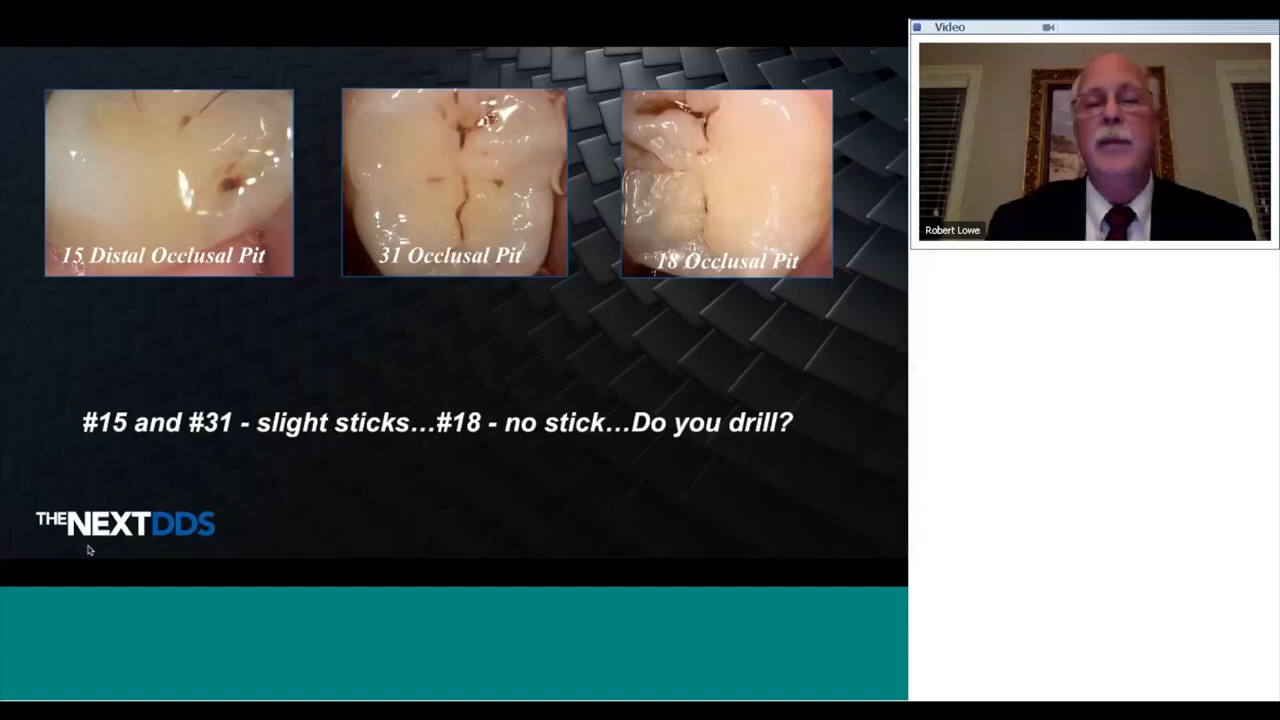 Video
15 Distal Occlusal Pit
31 Occlusal Pit
18 Occlusal Pit
Robert Lowe
#15 and #31 - slight sticks...#18 - no stick...Do you drill?
THENEXTDDS